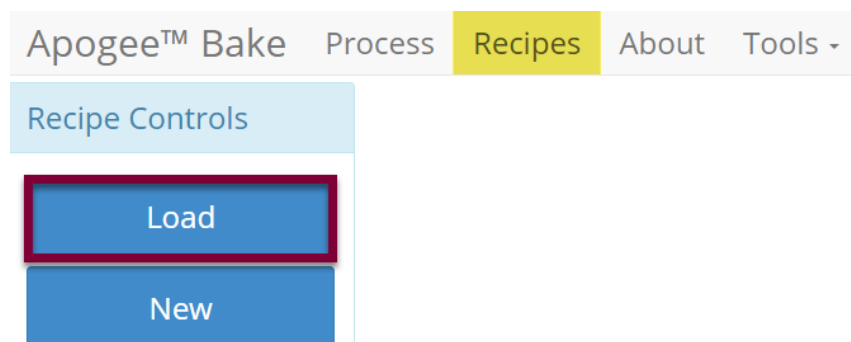 Apogee™ Bake Process Recipes About Tools
Recipe Controls
Load
New